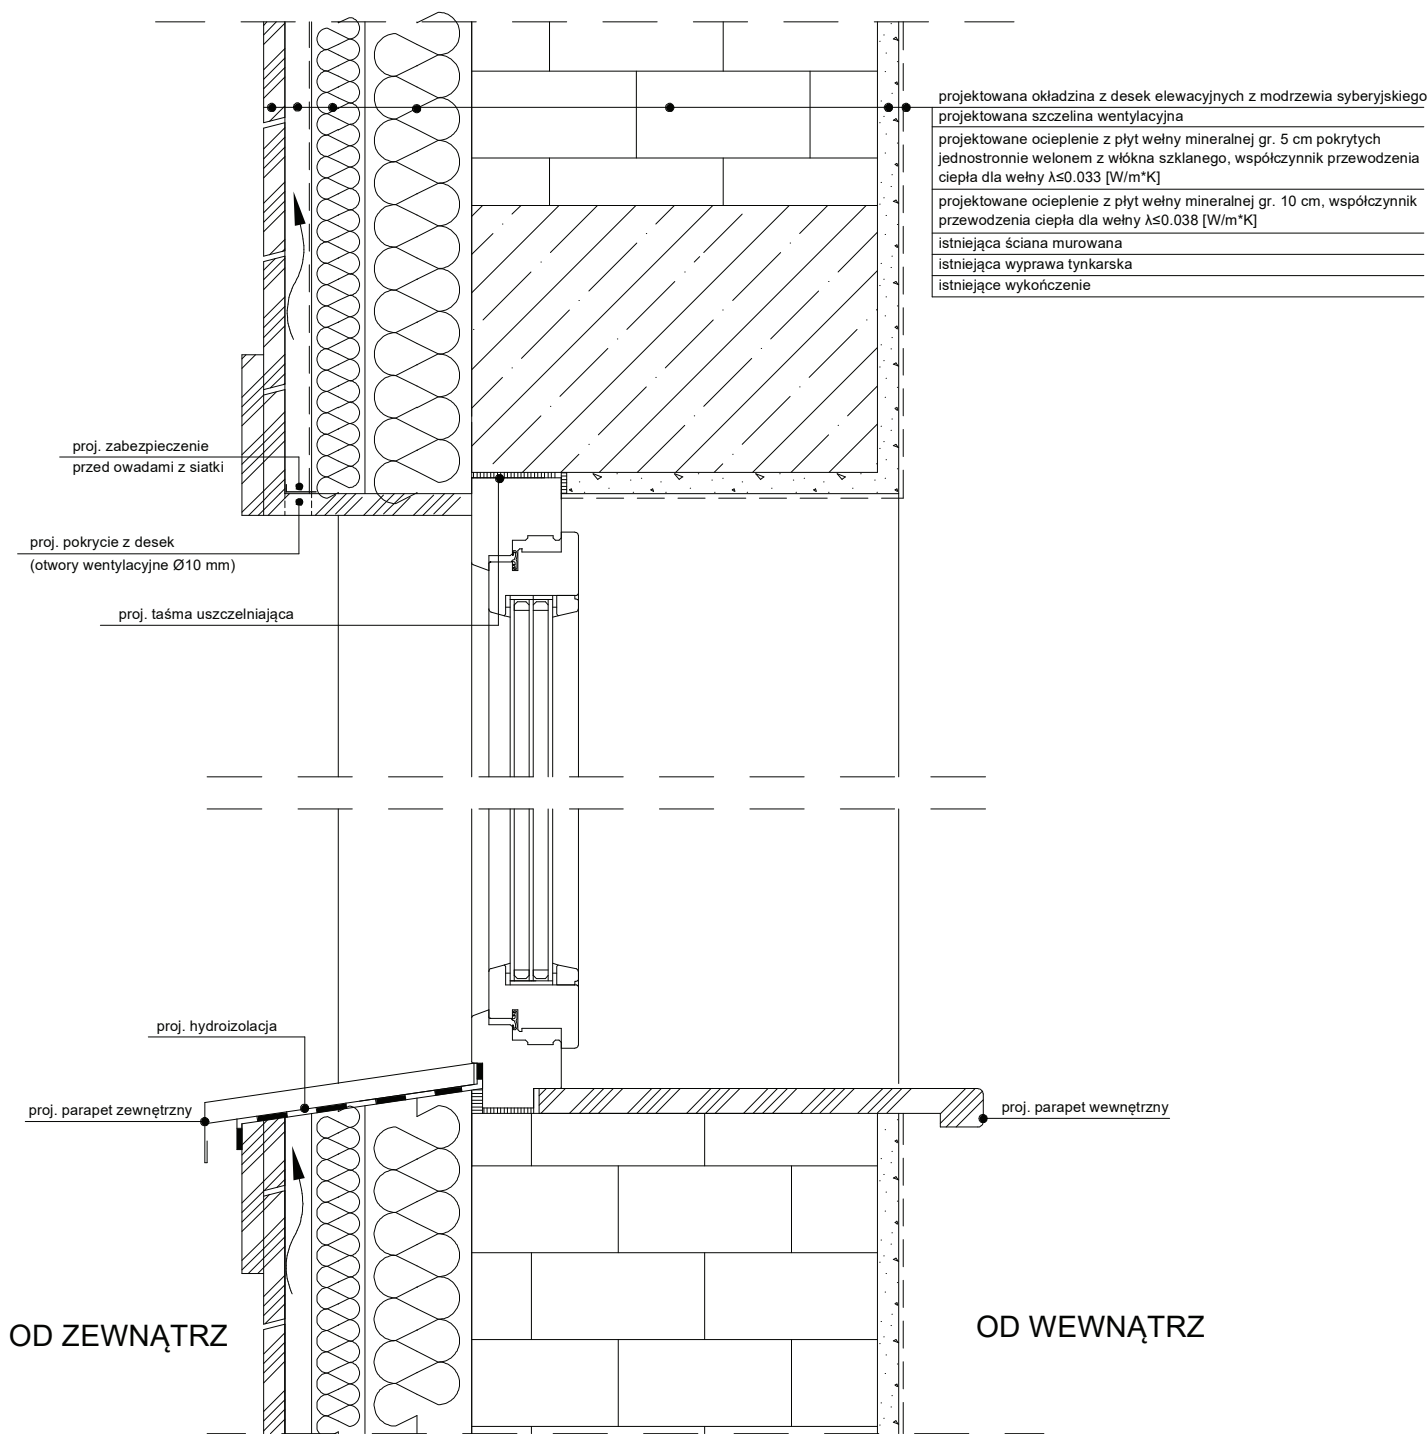 projektowana okładzina z desek elewacyjnych z modrzewia syberyjskiego
projektowana szczelina wentylacyjna
projektowane ocieplenie z płyt wełny mineralnej gr. 5 cm pokrytych
jednostronnie welonem z włókna szklanego, współczynnik przewodzenia
ciepła dla wełny λ≤0.033 [W/m*K]
projektowane ocieplenie z płyt wełny mineralnej gr. 10 cm, współczynnik
przewodzenia ciepła dla wełny λ≤0.038 [W/m*K]
istniejąca ściana murowana
istniejąca wyprawa tynkarska
istniejące wykończenie
proj. zabezpieczenie
przed owadami z siatki
proj. pokrycie z desek
(otwory wentylacyjne Ø10 mm)
proj. taśma uszczelniająca
proj. hydroizolacja
proj. parapet zewnętrzny
proj. parapet wewnętrzny
OD ZEWNĄTRZ
OD WEWNĄTRZ